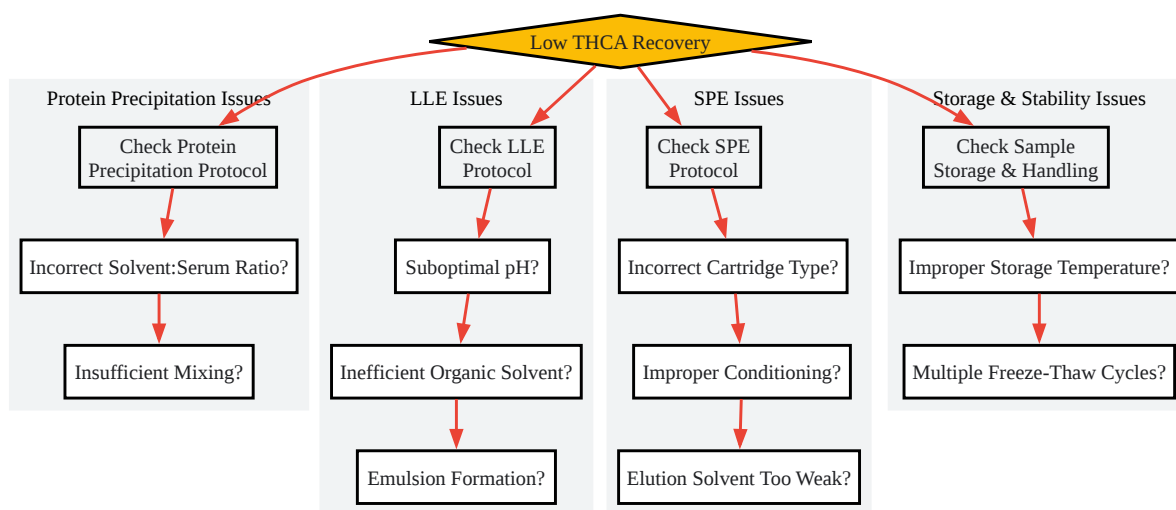 Low THCA Recovery
Protein Precipitation Issues
Check Protein
Precipitation Protocol
Incorrect Solvent:Serum Ratio?
Insufficient Mixing?
LLE Issues
Check LLE
Protocol
Suboptimal pH?
Inefficient Organic Solvent?
Emulsion Formation?
SPE Issues
Check SPE
Protocol
Incorrect Cartridge Type?
Improper Conditioning?
Elution Solvent Too Weak?
Storage & Stability Issues
Check Sample
Storage & Handling
Improper Storage Temperature?
Multiple Freeze-Thaw Cycles?